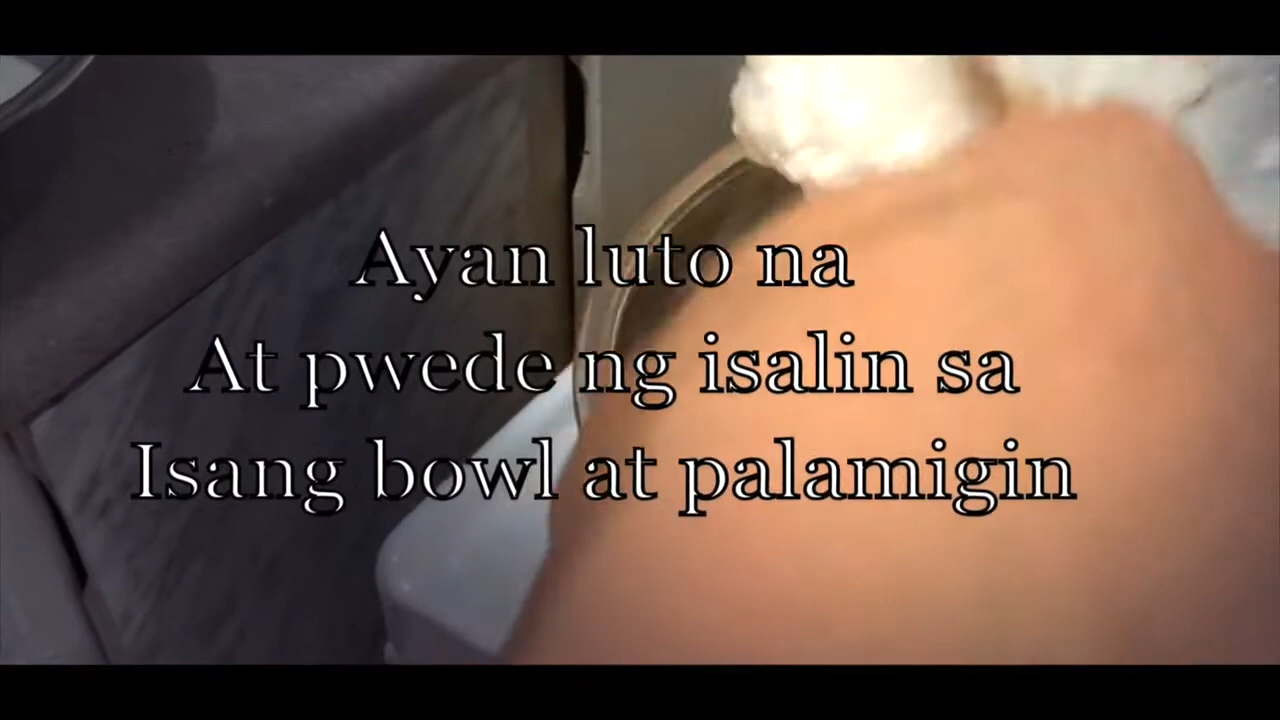 Ayan luto na
At pwede ng isalin sa
Isang bowl at palamigin